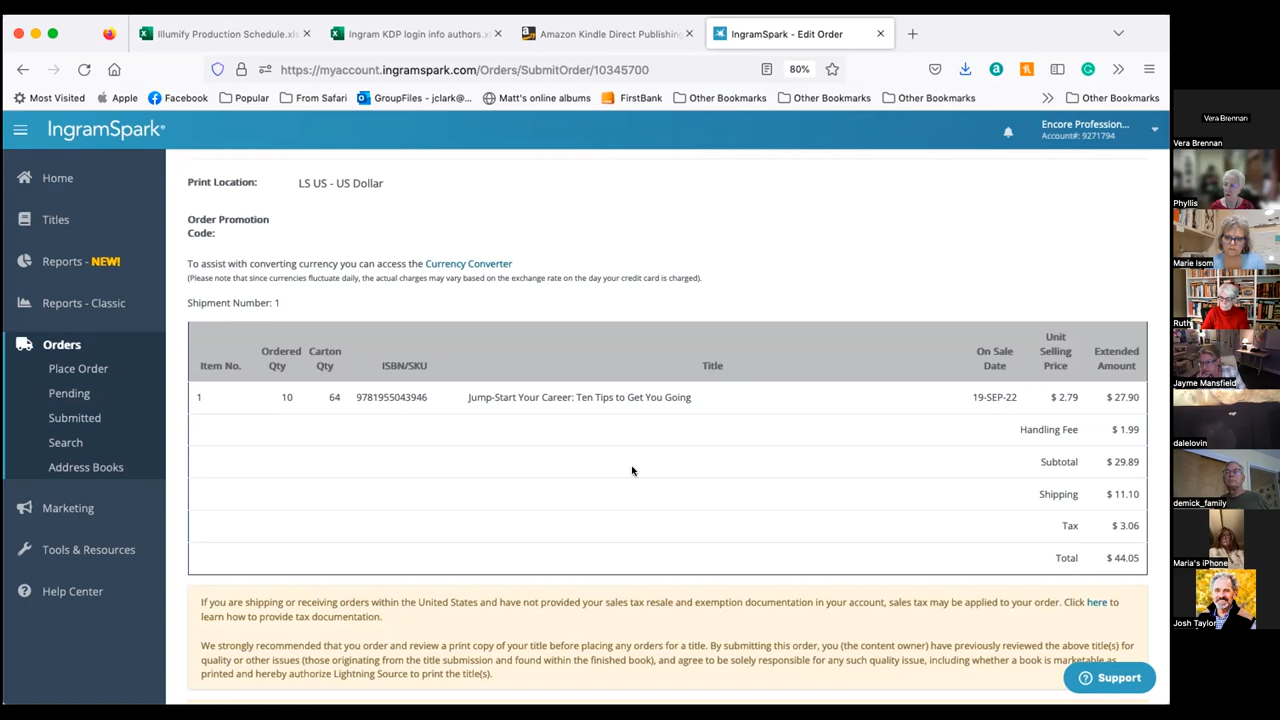 Illumify Production Schedule.xls
Ingram KDP login info authors.x
Amazon Kindle Direct Publishing
IngramSpark - Edit Order
https://myaccount.ingramspark.com/Orders/SubmitOrder/10345700
80%
Most Visited
Apple
Facebook
Popular
From Safari
GroupFiles - jclark@...
Matt's online albums
FirstBank
Other Bookmarks
Other Bookmarks
Other Bookmarks
Other Bookmarks
IngramSpark®
Encore Profession...
Account#: 9271794
Home
Titles
Reports - NEW!
Reports - Classic
Orders
Place Order
Pending
Submitted
Search
Address Books
Marketing
Tools & Resources
Help Center
Print Location: LS US - US Dollar
Order Promotion
Code:
To assist with converting currency you can access the Currency Converter
(Please note that since currencies fluctuate daily, the actual charges may vary based on the exchange rate on the day your credit card is charged).
Shipment Number: 1
Item No. Ordered Qty Carton Qty ISBN/SKU Title On Sale Date Unit Selling Price Extended Amount
1 10 64 9781955043946 Jump-Start Your Career: Ten Tips to Get You Going 19-SEP-22 $ 2.79 $ 27.90
Handling Fee $ 1.99
Subtotal $ 29.89
Shipping $ 11.10
Tax $ 3.06
Total $ 44.05
If you are shipping or receiving orders within the United States and have not provided your sales tax resale and exemption documentation in your account, sales tax may be applied to your order. Click here to
learn how to provide tax documentation.
We strongly recommended that you order and review a print copy of your title before placing any orders for a title. By submitting this order, you (the content owner) have previously reviewed the above title(s) for
quality or other issues (those originating from the title submission and found within the finished book), and agree to be solely responsible for any such quality issue, including whether a book is marketable as
printed and hereby authorize Lightning Source to print the title(s).
Support
Vera Brennan
Vera Brennan
Phyllis
Marie Isom
Ruth
Jayme Mansfield
dalelovin
demick_family
Maria's iPhone
Josh Taylor